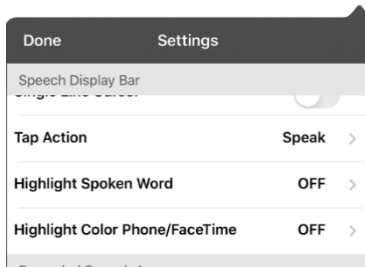 Done Settings
Speech Display Bar
Tap Action Speak
Highlight Spoken Word OFF
Highlight Color Phone/FaceTime OFF